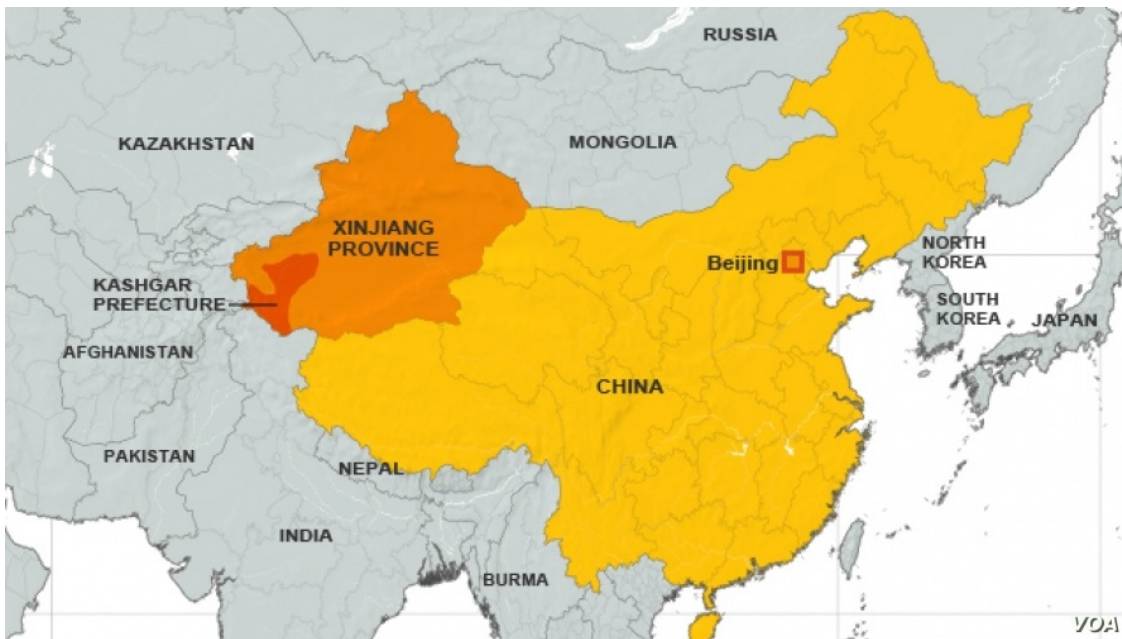 RUSSIA
KAZAKHSTAN
MONGOLIA
XINJIANG
PROVINCE
Beijing
NORTH
KOREA
KASHGAR
PREFECTURE
SOUTH
KOREA
JAPAN
AFGHANISTAN
CHINA
PAKISTAN
NEPAL
INDIA
BURMA
VOA